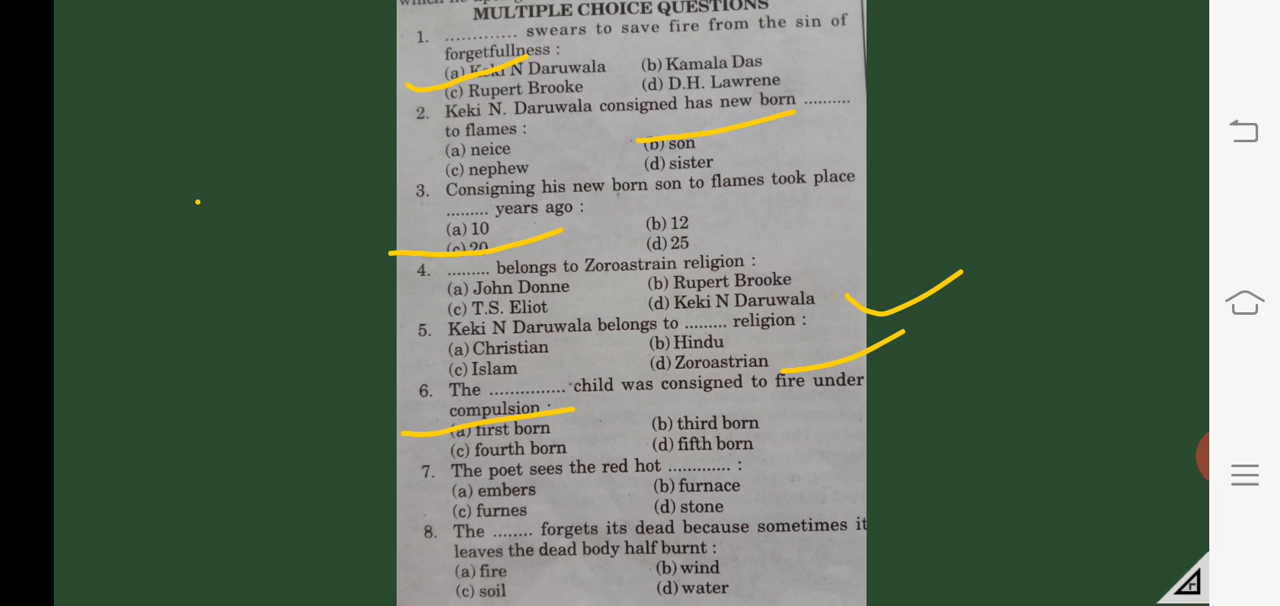 MULTIPLE CHOICE QUESTIONS
1. ............. swears to save fire from the sin of
forgetfullness :
(a) Keki N Daruwala (b) Kamala Das
(c) Rupert Brooke (d) D.H. Lawrene
2. Keki N. Daruwala consigned has new born ..........
to flames :
(a) neice (b) son
(c) nephew (d) sister
3. Consigning his new born son to flames took place
......... years ago :
(a) 10 (b) 12
(c) 20 (d) 25
4. ......... belongs to Zoroastrain religion :
(a) John Donne (b) Rupert Brooke
(c) T.S. Eliot (d) Keki N Daruwala
5. Keki N Daruwala belongs to ......... religion :
(a) Christian (b) Hindu
(c) Islam (d) Zoroastrian
6. The ............... child was consigned to fire under
compulsion :
(a) first born (b) third born
(c) fourth born (d) fifth born
7. The poet sees the red hot ............. :
(a) embers (b) furnace
(c) furnes (d) stone
8. The ........ forgets its dead because sometimes it
leaves the dead body half burnt :
(a) fire (b) wind
(c) soil (d) water